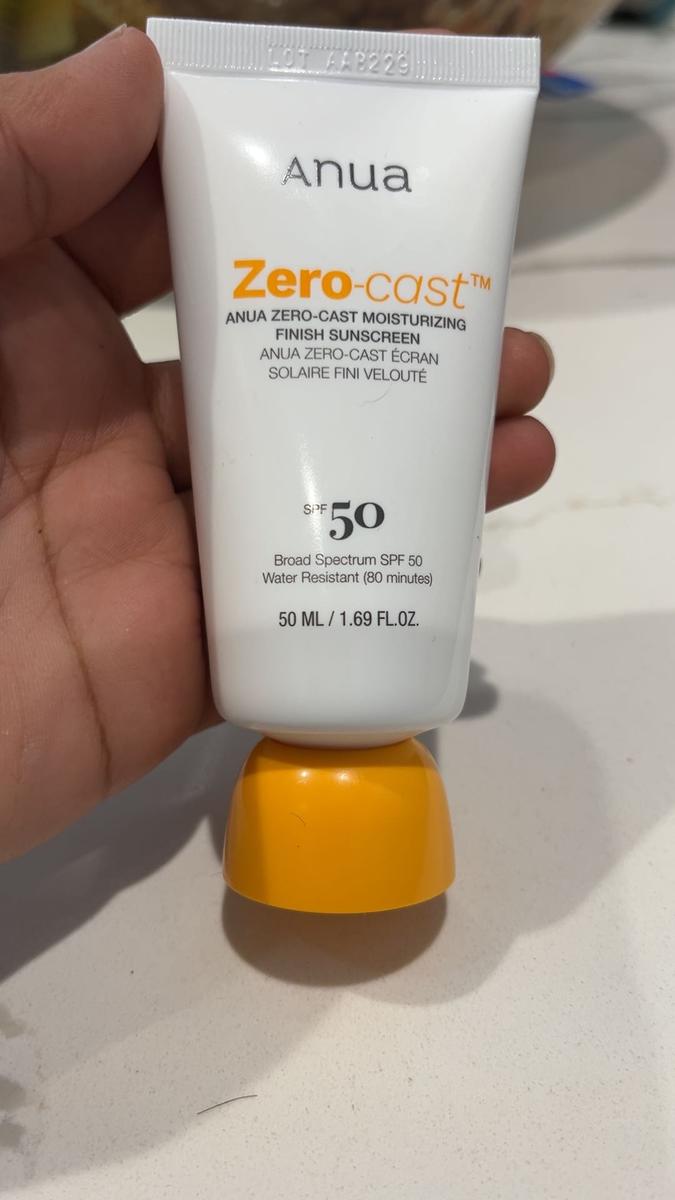 LOT AAB229
Anua
Zero-cast™
ANUA ZERO-CAST MOISTURIZING
FINISH SUNSCREEN
ANUA ZERO-CAST ÉCRAN
SOLAIRE FINI VELOUTÉ
SPF 50
Broad Spectrum SPF 50
Water Resistant (80 minutes)
50 ML / 1.69 FL.OZ.